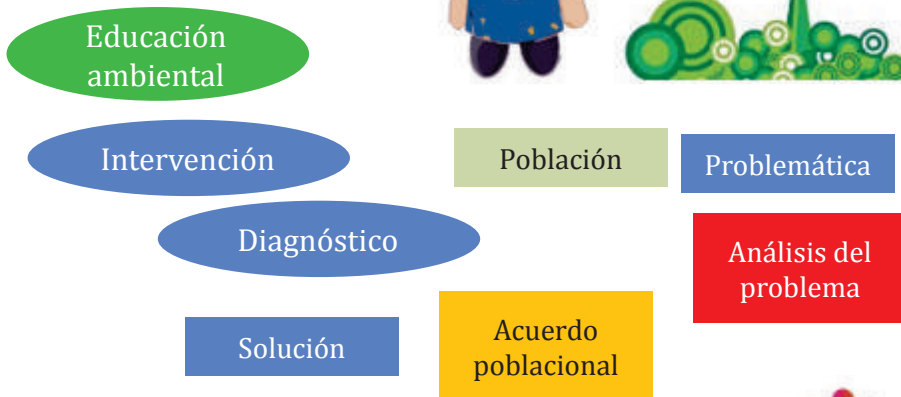 Educación
ambiental
Intervención
Población
Problemática
Diagnóstico
Análisis del
problema
Solución
Acuerdo
poblacional